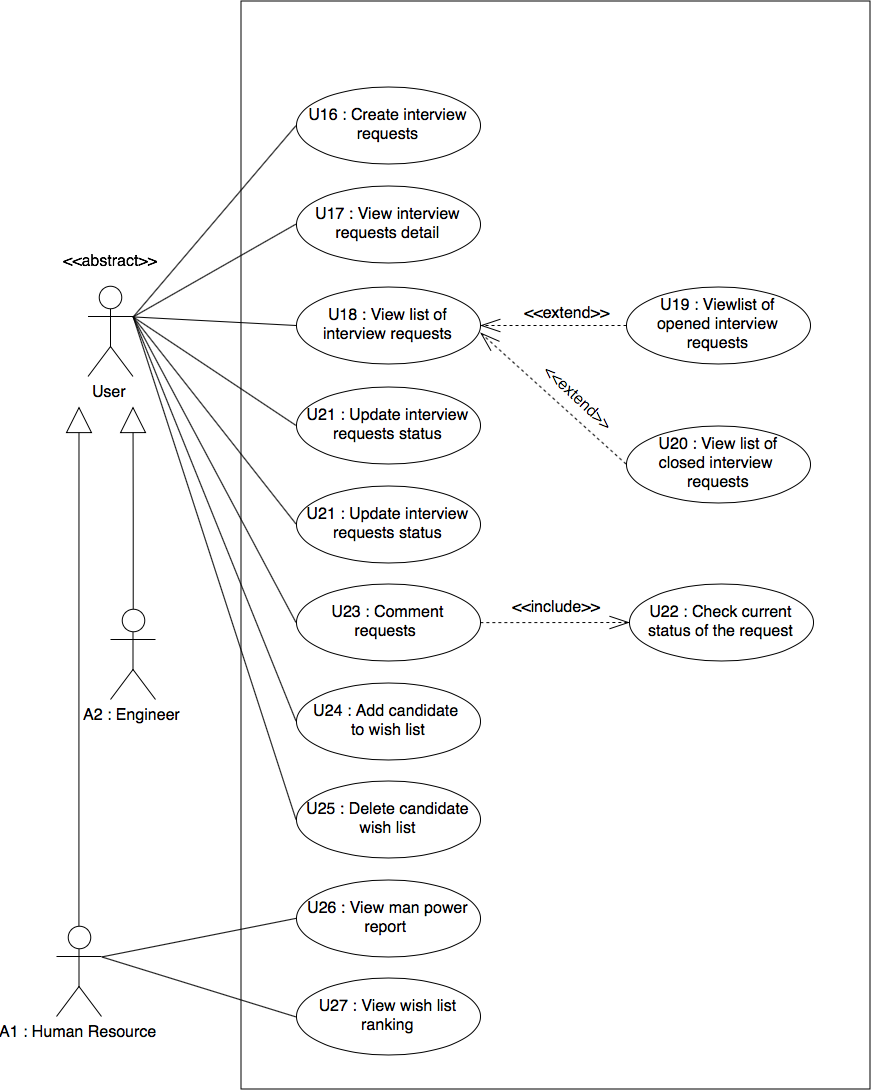 U16 : Create interview
requests
U17 : View interview
requests detail
<<abstract>>
User
U18 : View list of
interview requests
<<extend>>
U19 : Viewlist of
opened interview
requests
<<extend>>
U20 : View list of
closed interview
requests
U21 : Update interview
requests status
U21 : Update interview
requests status
U23 : Comment
requests
<<include>>
U22 : Check current
status of the request
A2 : Engineer
U24 : Add candidate
to wish list
U25 : Delete candidate
wish list
U26 : View man power
report
U27 : View wish list
ranking
A1 : Human Resource